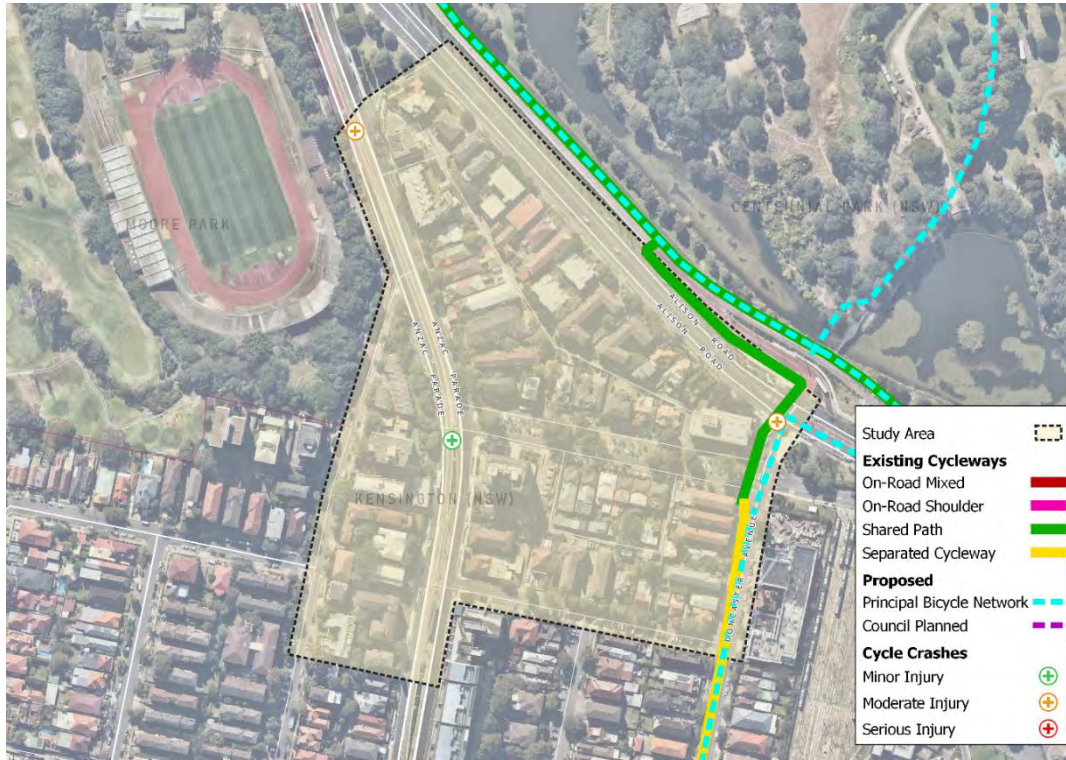 MOORE PARK
CENTENNIAL PARK (NSW)
ALISON ROAD
ALISON ROAD
ANZAC PARADE
ANZAC PARADE
KENSINGTON (NSW)
DONCASTER AVENUE
Study Area
Existing Cycleways
On-Road Mixed
On-Road Shoulder
Shared Path
Separated Cycleway
Proposed
Principal Bicycle Network
Council Planned
Cycle Crashes
Minor Injury
Moderate Injury
Serious Injury